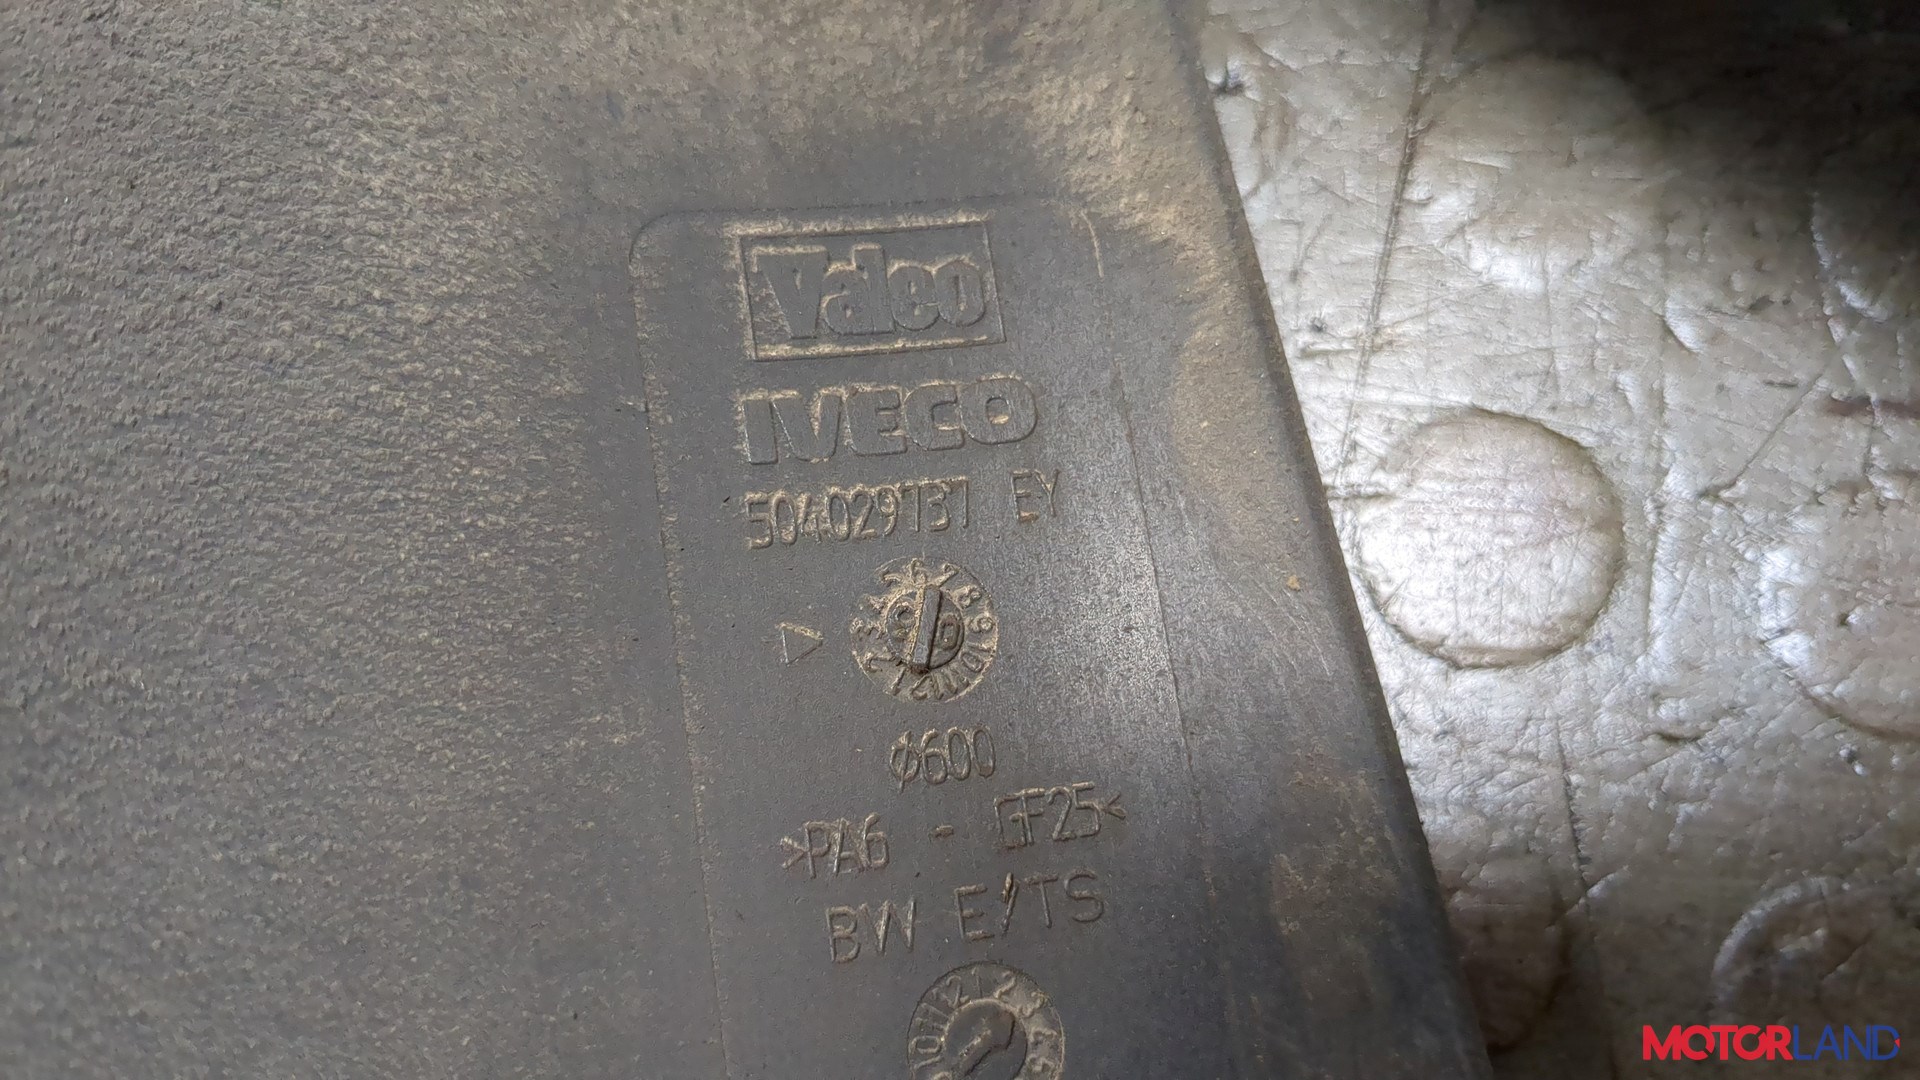 Valeo
IVECO
504029737 EY
Φ600
>PA6 - GF25<
BW E/TS
MOTORLAND